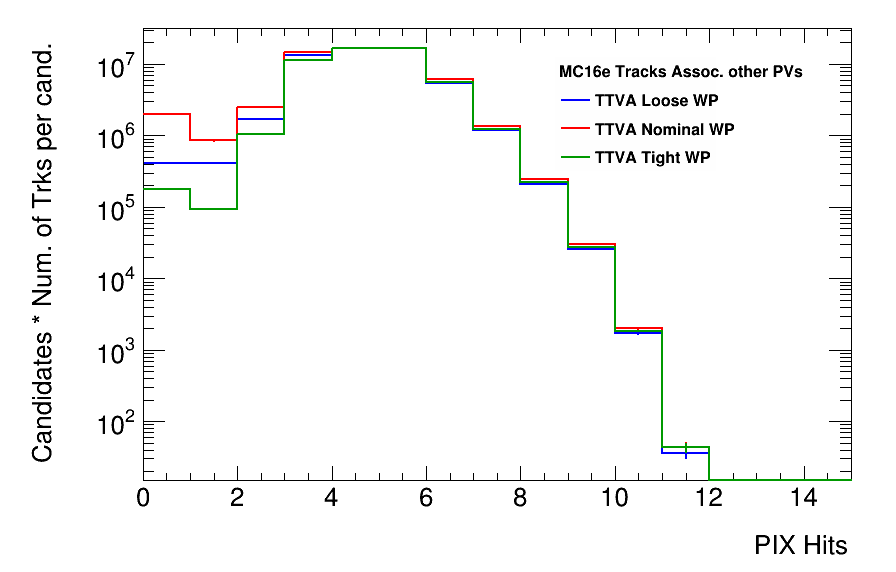 Candidates * Num. of Trks per cand.
10^7
10^6
10^5
10^4
10^3
10^2
MC16e Tracks Assoc. other PVs
TTVA Loose WP
TTVA Nominal WP
TTVA Tight WP
0 2 4 6 8 10 12 14
PIX Hits